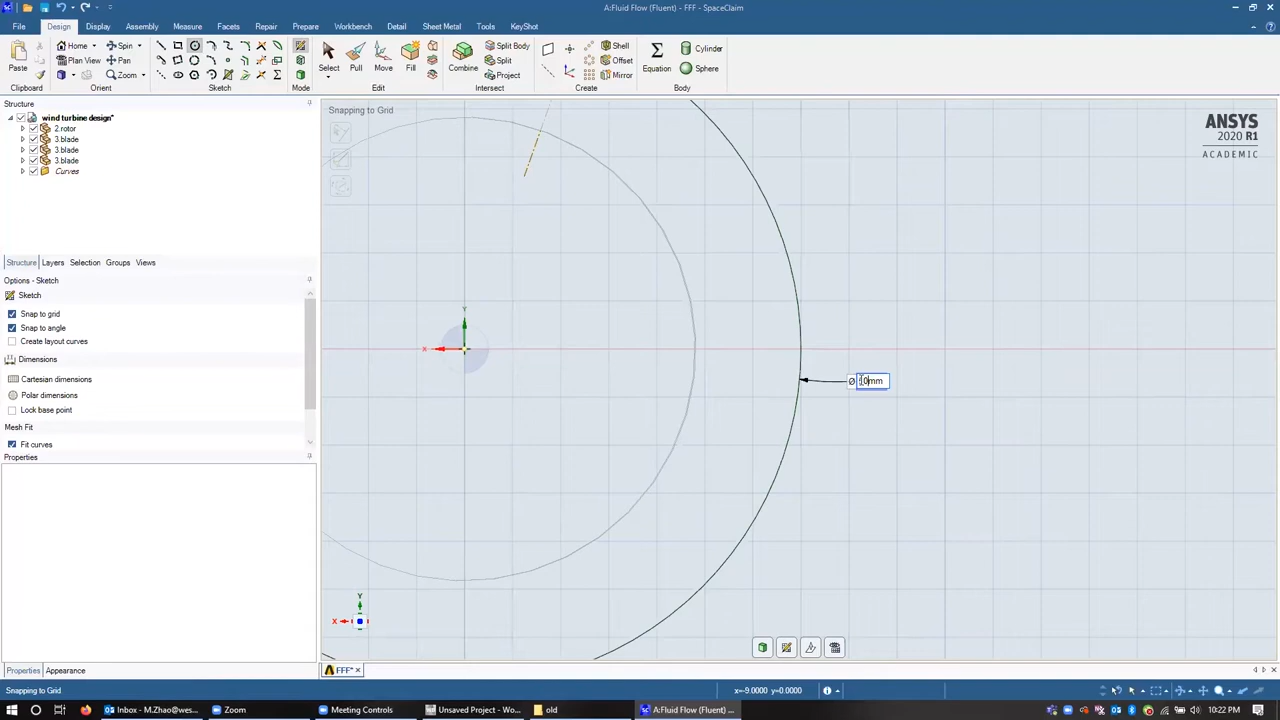 A:Fluid Flow (Fluent) - FFF - SpaceClaim
File Design Display Assembly Measure Facets Repair Prepare Workbench Detail Sheet Metal Tools KeyShot
Home Spin Split Body Shell Cylinder
Plan View Pan Split Offset Sphere
Paste Zoom Select Pull Move Fill Combine Project Mirror Equation
Clipboard Orient Sketch Mode Edit Intersect Create Body
Structure
wind turbine design*
2.rotor
3.blade
3.blade
3.blade
Curves
Snapping to Grid
ANSYS
2020 R1
ACADEMIC
Y
X
Structure Layers Selection Groups Views
Options - Sketch
Sketch
Snap to grid
Snap to angle
Create layout curves
Dimensions
Cartesian dimensions
Polar dimensions
Lock base point
Mesh Fit
Fit curves
Properties
Y
X
Properties Appearance
FFF*
Snapping to Grid
x=-9.0000 y=0.0000
Inbox - M.Zhao@wes...
Zoom
Meeting Controls
Unsaved Project - Wo...
old
A:Fluid Flow (Fluent) ...
10:22 PM